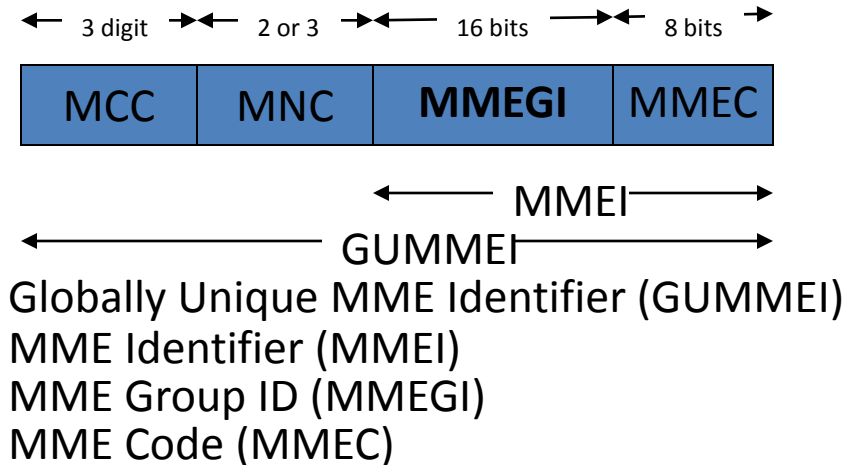 3 digit 2 or 3 16 bits 8 bits
MCC MNC MMEGI MMEC
MMEI
GUMMEI
Globally Unique MME Identifier (GUMMEI)
MME Identifier (MMEI)
MME Group ID (MMEGI)
MME Code (MMEC)